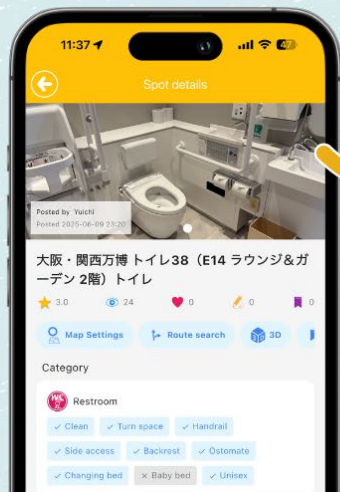 11:37
47
Spot details
Posted by Yuichi
Posted 2025-06-09 23:20
大阪・関西万博 トイレ38（E14 ラウンジ&ガ
ーデン 2階）トイレ
3.0 24 0 0 0
Map Settings Route search 3D
Category
WC Restroom
✓ Clean ✓ Turn space ✓ Handrail
✓ Side access ✓ Backrest ✓ Ostomate
✓ Changing bed × Baby bed ✓ Unisex